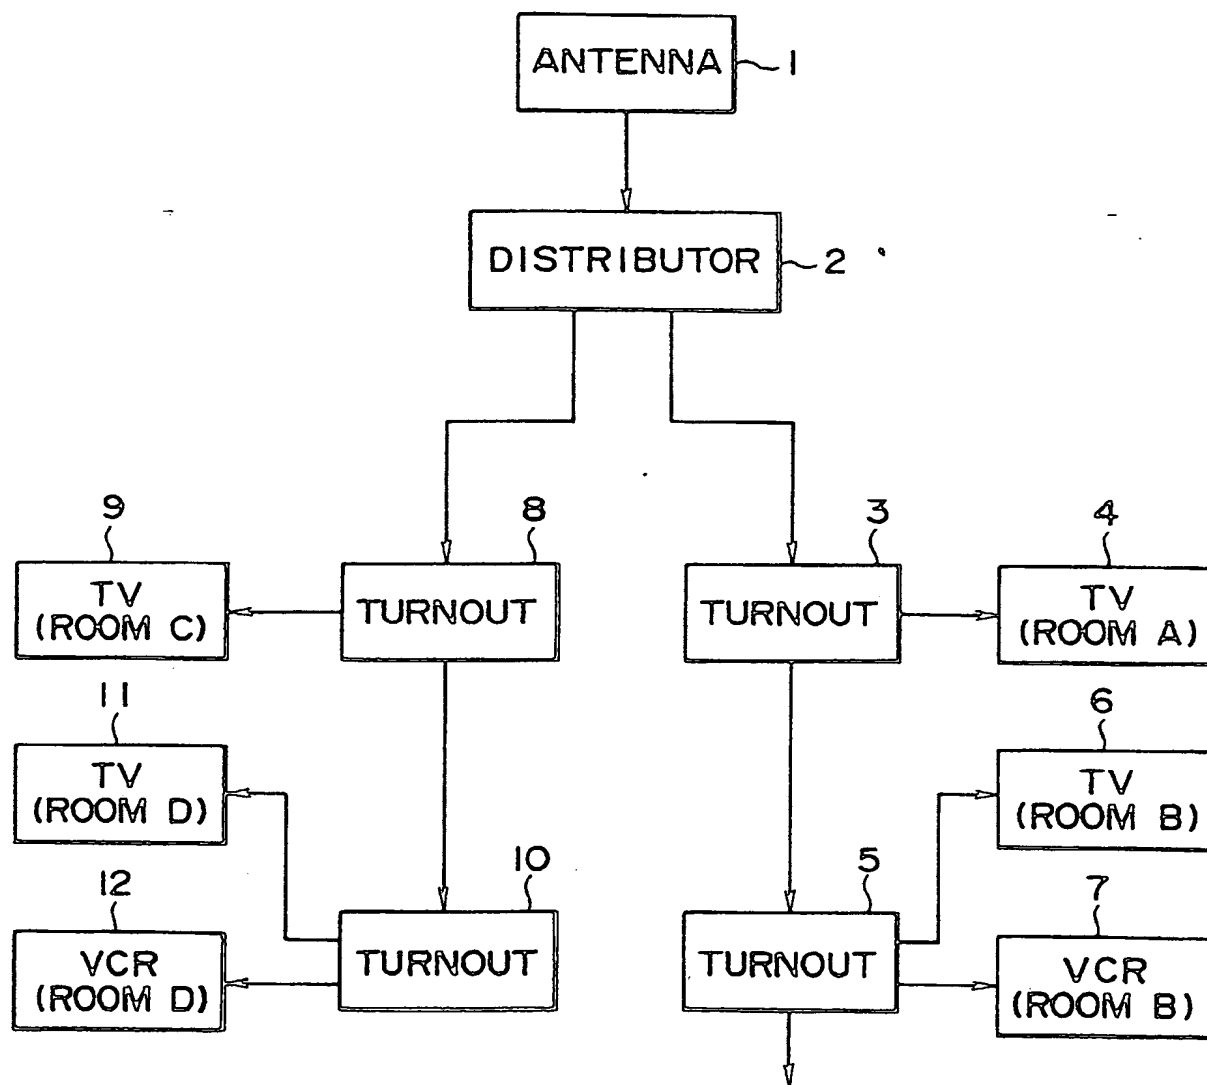 ANTENNA
1
DISTRIBUTOR
2
9
8
3
4
TV
(ROOM C)
TURNOUT
TURNOUT
TV
(ROOM A)
11
6
TV
(ROOM D)
TV
(ROOM B)
12
10
5
7
VCR
(ROOM D)
TURNOUT
TURNOUT
VCR
(ROOM B)